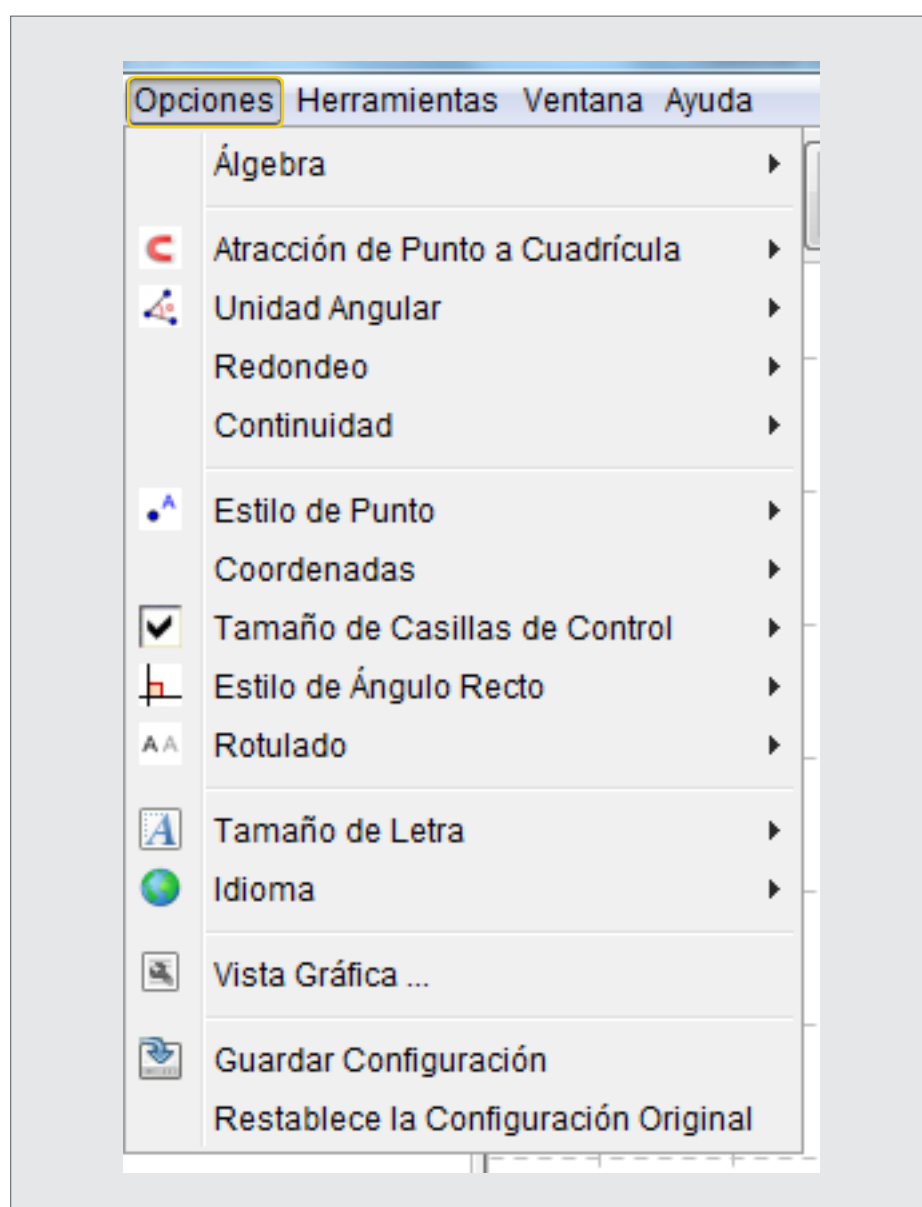 Opciones Herramientas Ventana Ayuda
Álgebra
Atracción de Punto a Cuadrícula
Unidad Angular
Redondeo
Continuidad
Estilo de Punto
Coordenadas
Tamaño de Casillas de Control
Estilo de Ángulo Recto
Rotulado
Tamaño de Letra
Idioma
Vista Gráfica ...
Guardar Configuración
Restablece la Configuración Original